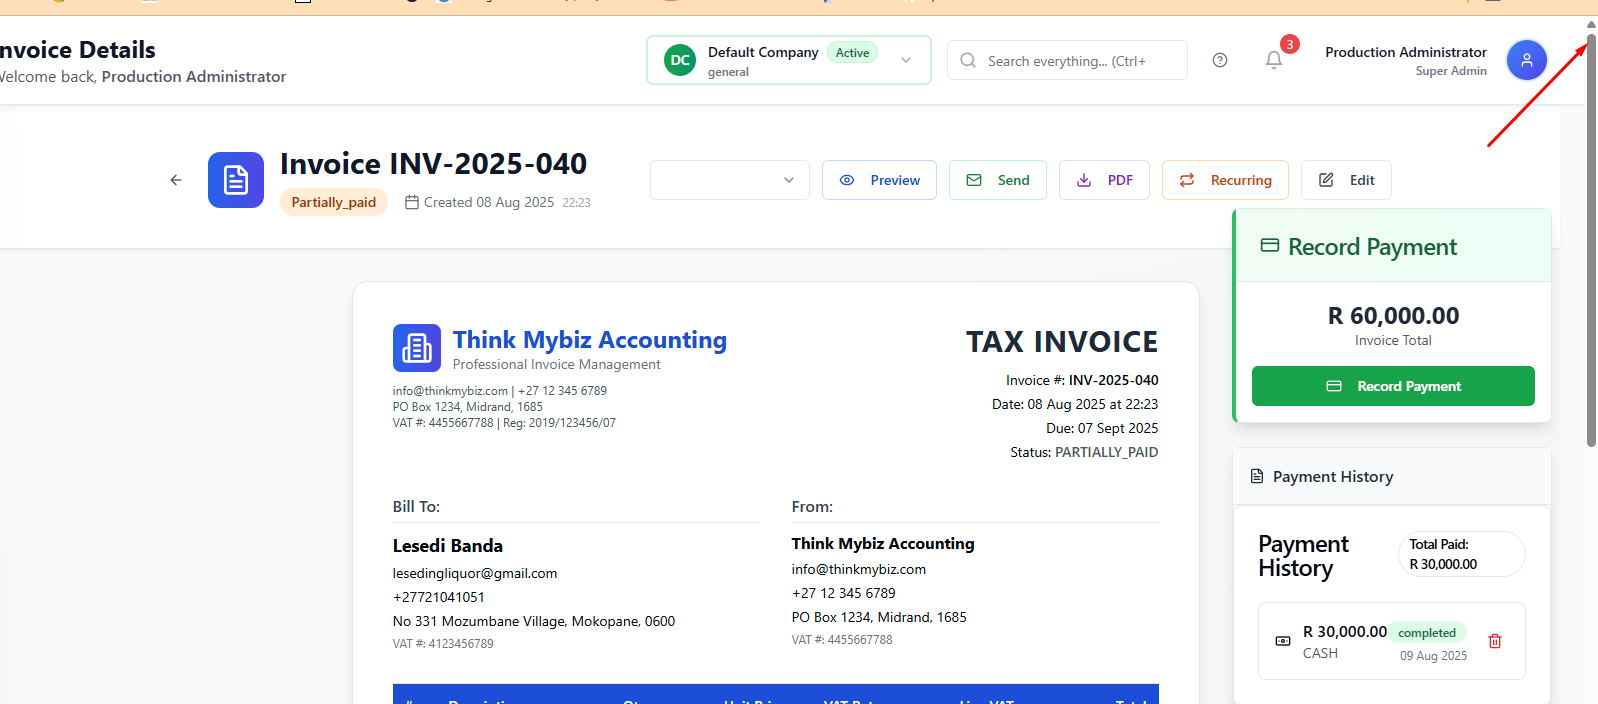 nvoice Details
Welcome back, Production Administrator
DC
Default Company
Active
general
Search everything... (Ctrl+
3
Production Administrator
Super Admin
Invoice INV-2025-040
Partially_paid
Created 08 Aug 2025 22:23
Preview
Send
PDF
Recurring
Edit
Record Payment
R 60,000.00
Invoice Total
Record Payment
Think Mybiz Accounting
Professional Invoice Management
info@thinkmybiz.com | +27 12 345 6789
PO Box 1234, Midrand, 1685
VAT #: 4455667788 | Reg: 2019/123456/07
TAX INVOICE
Invoice #: INV-2025-040
Date: 08 Aug 2025 at 22:23
Due: 07 Sept 2025
Status: PARTIALLY_PAID
Bill To:
Lesedi Banda
lesedingliquor@gmail.com
+27721041051
No 331 Mozumbane Village, Mokopane, 0600
VAT #: 4123456789
From:
Think Mybiz Accounting
info@thinkmybiz.com
+27 12 345 6789
PO Box 1234, Midrand, 1685
VAT #: 4455667788
Payment History
Payment
History
Total Paid:
R 30,000.00
R 30,000.00
completed
CASH
09 Aug 2025